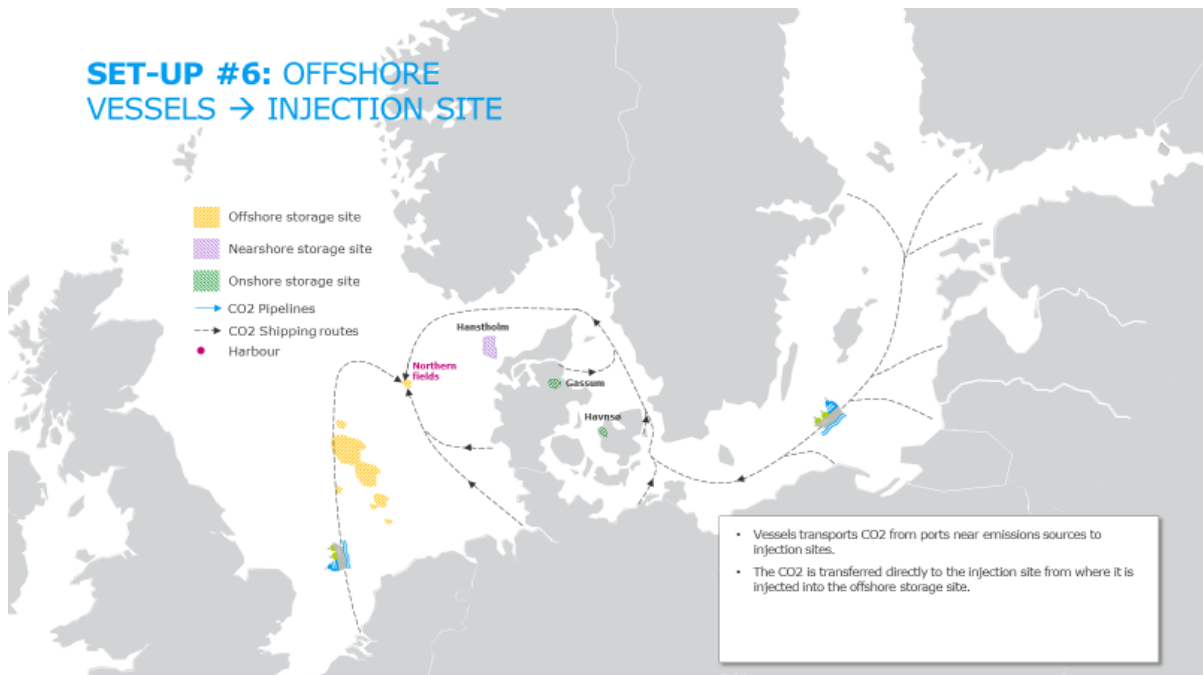 SET-UP #6: OFFSHORE
VESSELS → INJECTION SITE
Offshore storage site
Nearshore storage site
Onshore storage site
CO2 Pipelines
CO2 Shipping routes
Harbour
Hanstholm
Northern
fields
Gassum
Havnsø
• Vessels transports CO2 from ports near emissions sources to
injection sites.
• The CO2 is transferred directly to the injection site from where it is
injected into the offshore storage site.